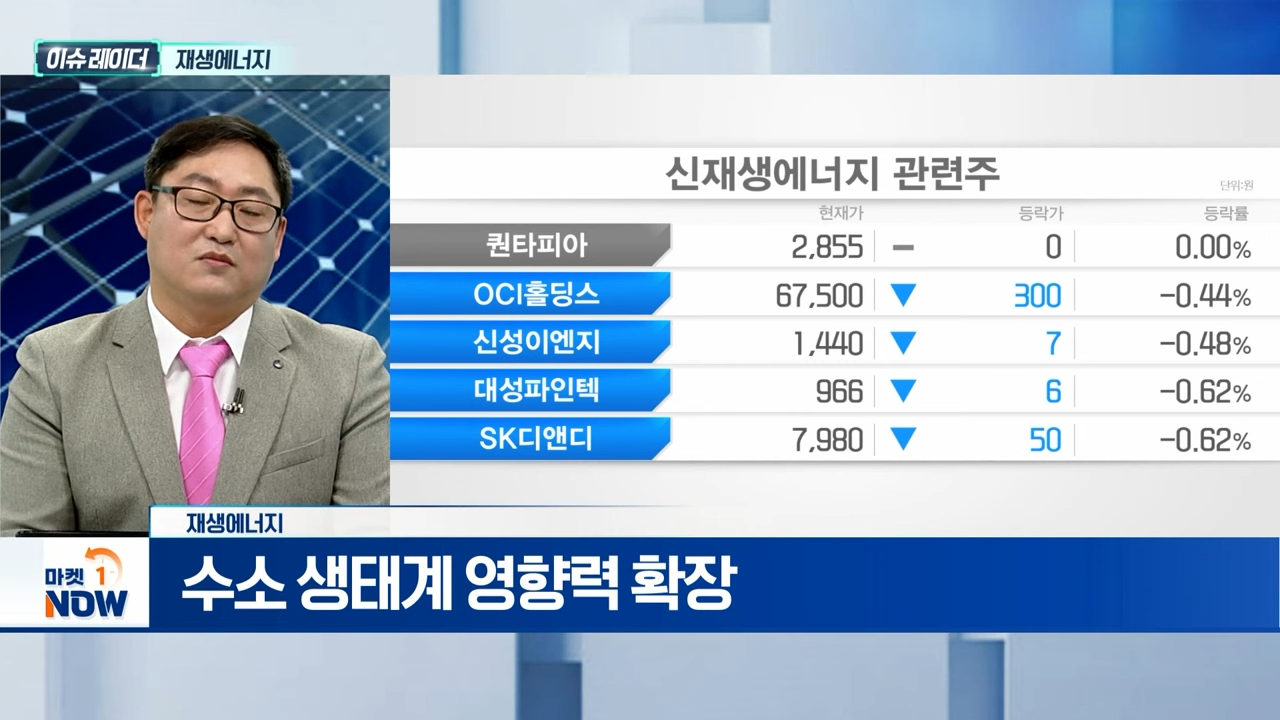 이슈 레이더 재생에너지
신재생에너지 관련주
단위:원
현재가 등락가 등락률
퀀타피아 2,855 0 0.00%
OCI홀딩스 67,500 ▼ 300 -0.44%
신성이엔지 1,440 ▼ 7 -0.48%
대성파인텍 966 ▼ 6 -0.62%
SK디앤디 7,980 ▼ 50 -0.62%
재생에너지
마켓 1
NOW
수소 생태계 영향력 확장